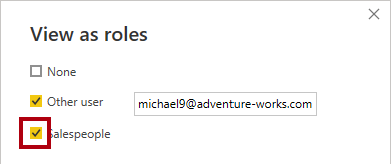 View as roles
None
Other user michael9@adventure-works.com
Salespeople